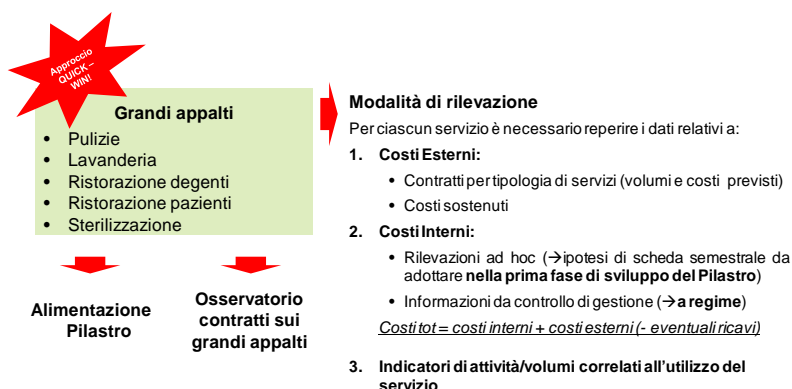 Approccio
QUICK –
WIN!
Grandi appalti
• Pulizie
• Lavanderia
• Ristorazione degenti
• Ristorazione pazienti
• Sterilizzazione
Alimentazione
Pilastro
Osservatorio
contratti sui
grandi appalti
Modalità di rilevazione
Per ciascun servizio è necessario reperire i dati relativi a:
1. Costi Esterni:
• Contratti per tipologia di servizi (volumi e costi previsti)
• Costi sostenuti
2. Costi Interni:
• Rilevazioni ad hoc (→ipotesi di scheda semestrale da
adottare nella prima fase di sviluppo del Pilastro)
• Informazioni da controllo di gestione (→a regime)
Costi tot = costi interni + costi esterni (- eventuali ricavi)
3. Indicatori di attività/volumi correlati all'utilizzo del
servizio